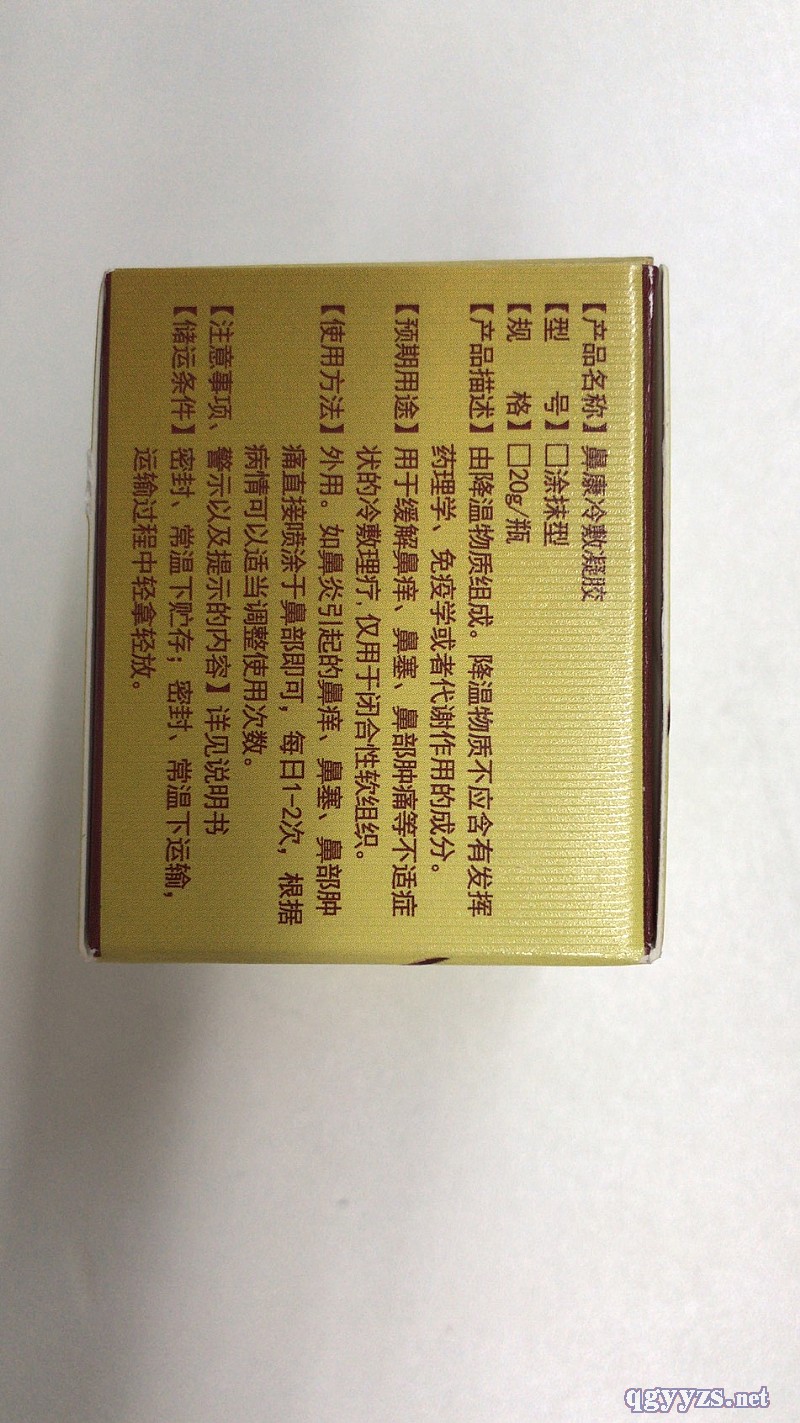 【产品名称】鼻康冷敷凝胶
【型 号】□涂抹型
【规 格】□20g/瓶
【产品描述】由降温物质组成。降温物质不应含有发挥
药理学、免疫学或者代谢作用的成分。
【预期用途】用于缓解鼻痒、鼻塞、鼻部肿痛等不适症
状的冷敷理疗,仅用于闭合性软组织。
【使用方法】外用。如鼻炎引起的鼻痒、鼻塞、鼻部肿
痛直接喷涂于鼻部即可，每日1-2次，根据
病情可以适当调整使用次数。
【注意事项、警示以及提示的内容】详见说明书
【储运条件】密封、常温下贮存；密封、常温下运输，
运输过程中轻拿轻放。
qgyyzs.net